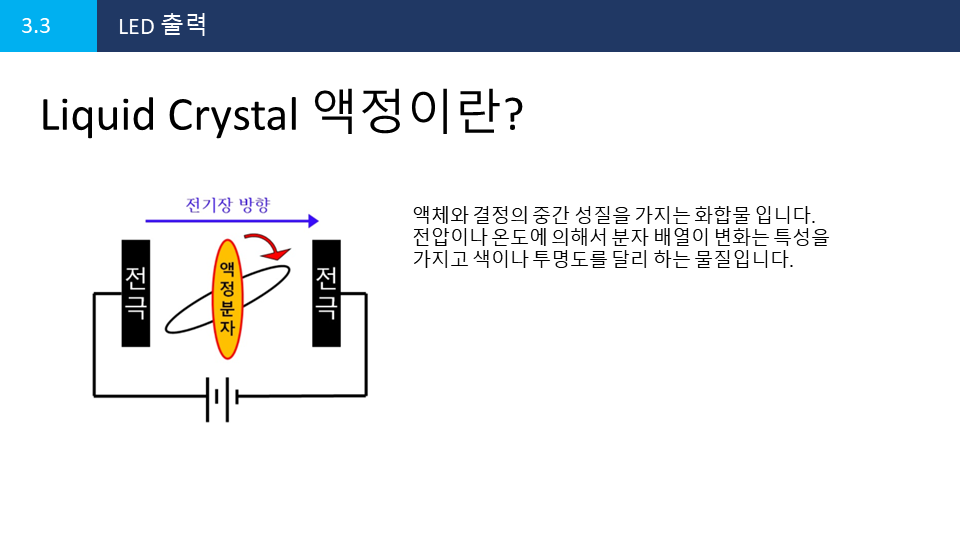 3.3
LED 출력
Liquid Crystal 액정이란?
전기장 방향
전극
액정분자
전극
액체와 결정의 중간 성질을 가지는 화합물 입니다.
전압이나 온도에 의해서 분자 배열이 변화는 특성을
가지고 색이나 투명도를 달리 하는 물질입니다.